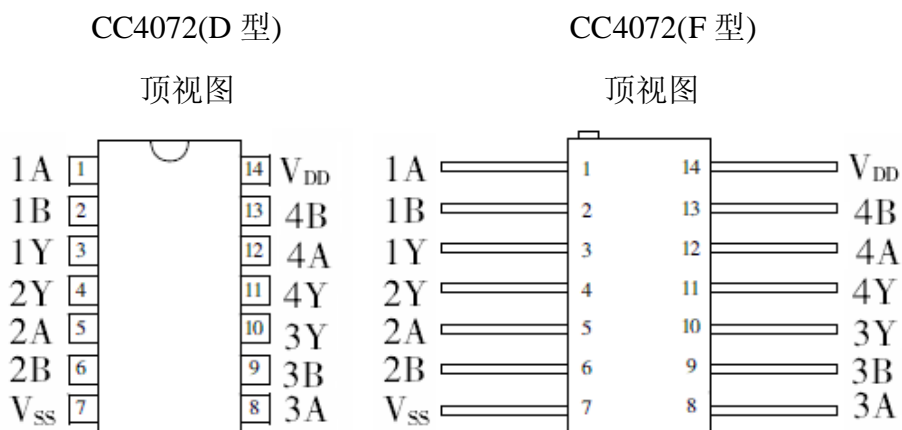 CC4072(D 型) CC4072(F 型)
顶视图 顶视图
1A 1 14 VDD 1A 1 14 VDD
1B 2 13 4B 1B 2 13 4B
1Y 3 12 4A 1Y 3 12 4A
2Y 4 11 4Y 2Y 4 11 4Y
2A 5 10 3Y 2A 5 10 3Y
2B 6 9 3B 2B 6 9 3B
VSS 7 8 3A VSS 7 8 3A